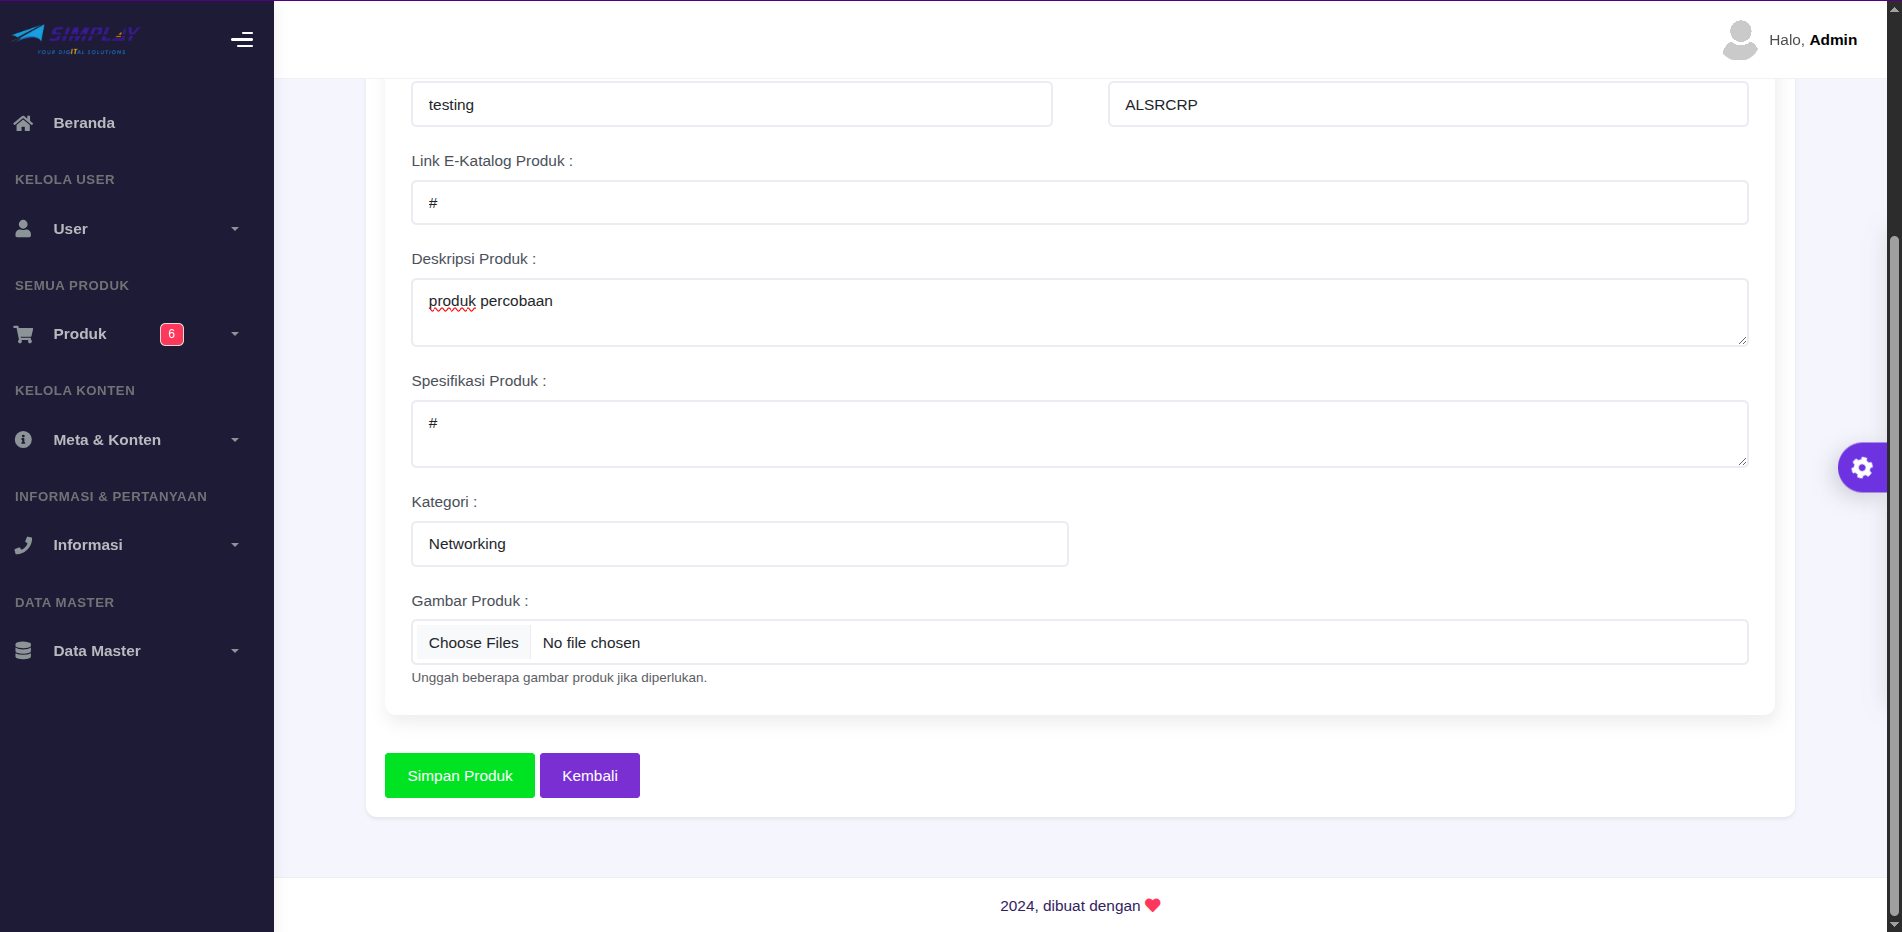 SIMPLAY
YOUR DIGITAL SOLUTIONS
Halo, Admin
Beranda
KELOLA USER
User
SEMUA PRODUK
Produk
6
KELOLA KONTEN
Meta & Konten
INFORMASI & PERTANYAAN
Informasi
DATA MASTER
Data Master
testing
ALSRCRP
Link E-Katalog Produk :
#
Deskripsi Produk :
produk percobaan
Spesifikasi Produk :
#
Kategori :
Networking
Gambar Produk :
Choose Files No file chosen
Unggah beberapa gambar produk jika diperlukan.
Simpan Produk
Kembali
2024, dibuat dengan